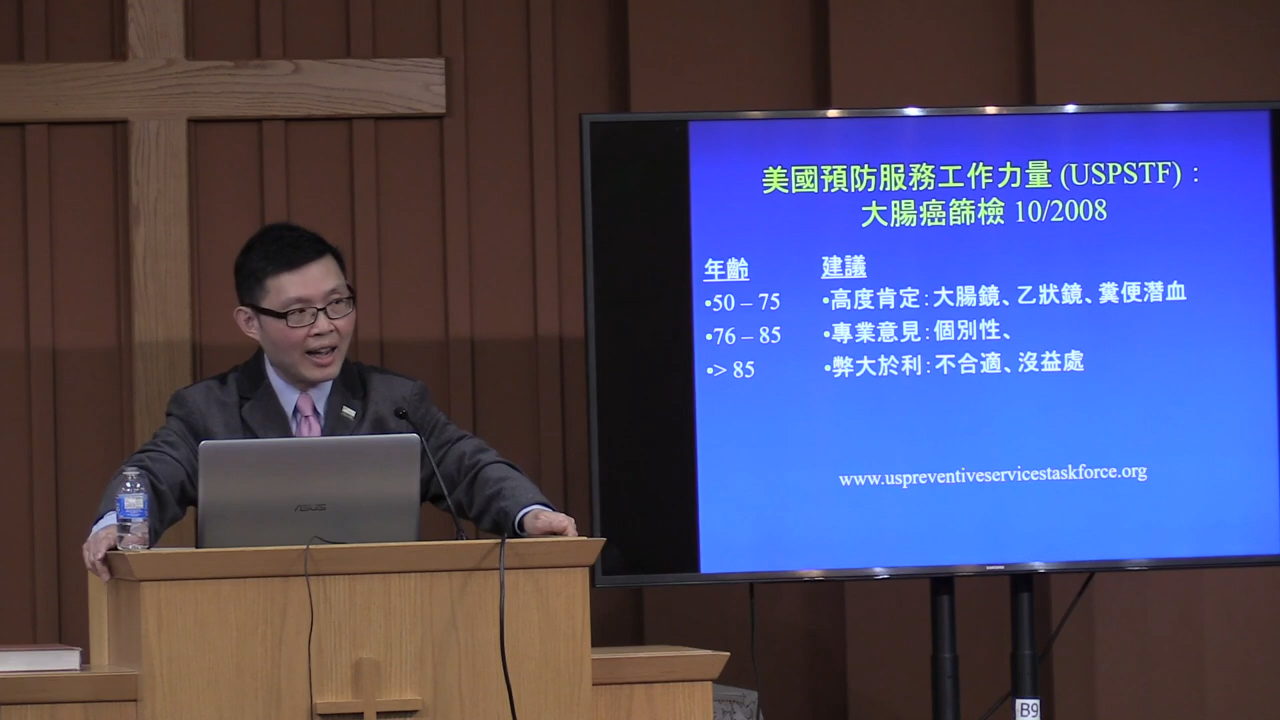 美國預防服務工作力量 (USPSTF) :
大腸癌篩檢 10/2008
年齡 建議
•50 – 75 •高度肯定: 大腸鏡、乙狀鏡、糞便潛血
•76 – 85 •專業意見: 個別性、
•> 85 •弊大於利: 不合適、沒益處
www.uspreventiveservicestaskforce.org
SAMSUNG
ASUS
B9